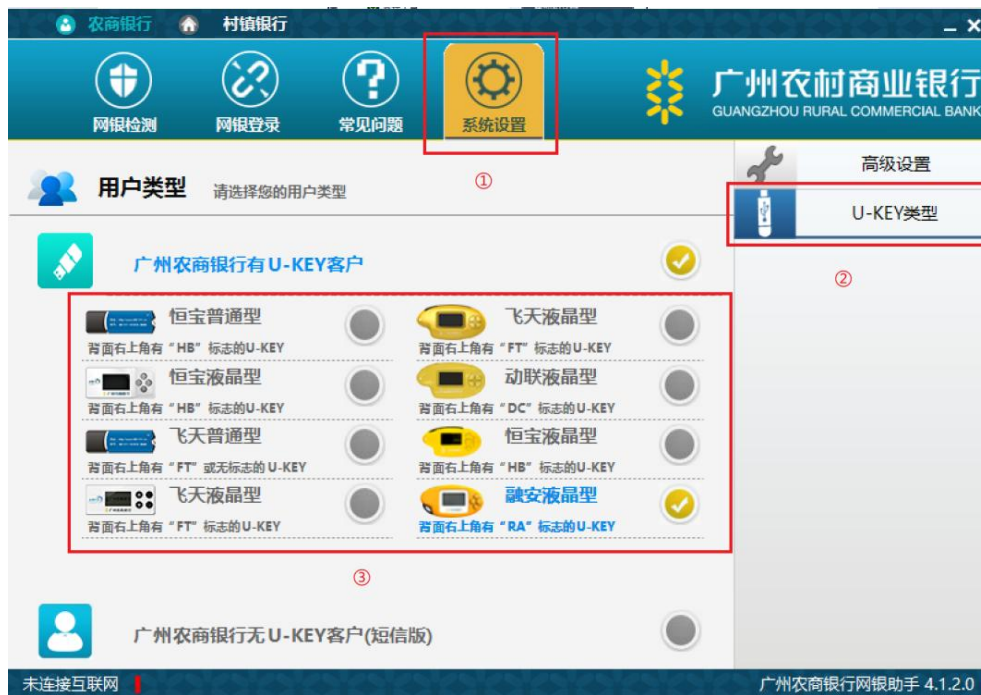 农商银行 村镇银行
网银检测 网银登录 常见问题 系统设置
广州农村商业银行
GUANGZHOU RURAL COMMERCIAL BANK
用户类型 请选择您的用户类型
①
高级设置
U-KEY类型
②
广州农商银行有U-KEY客户
恒宝普通型
背面右上角有“HB”标志的U-KEY
飞天液晶型
背面右上角有“FT”标志的U-KEY
恒宝液晶型
背面右上角有“HB”标志的U-KEY
动联液晶型
背面右上角有“DC”标志的U-KEY
飞天普通型
背面右上角有“FT”或无标志的U-KEY
恒宝液晶型
背面右上角有“HB”标志的U-KEY
飞天液晶型
背面右上角有“FT”标志的U-KEY
融安液晶型
背面右上角有“RA”标志的U-KEY
③
广州农商银行无U-KEY客户(短信版)
未连接互联网 广州农商银行网银助手 4.1.2.0